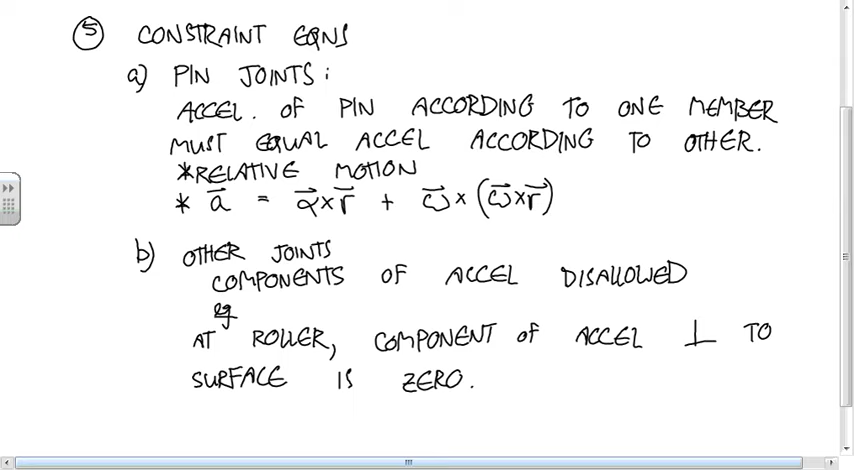 ⑤ CONSTRAINT EQNS
a) PIN JOINTS:
ACCEL. OF PIN ACCORDING TO ONE MEMBER
MUST EQUAL ACCEL ACCORDING TO OTHER.
*RELATIVE MOTION
* a⃗ = α⃗×r⃗ + ω⃗×(ω⃗×r⃗)
b) OTHER JOINTS
COMPONENTS OF ACCEL DISALLOWED
eg
AT ROLLER, COMPONENT OF ACCEL ⊥ TO
SURFACE IS ZERO.